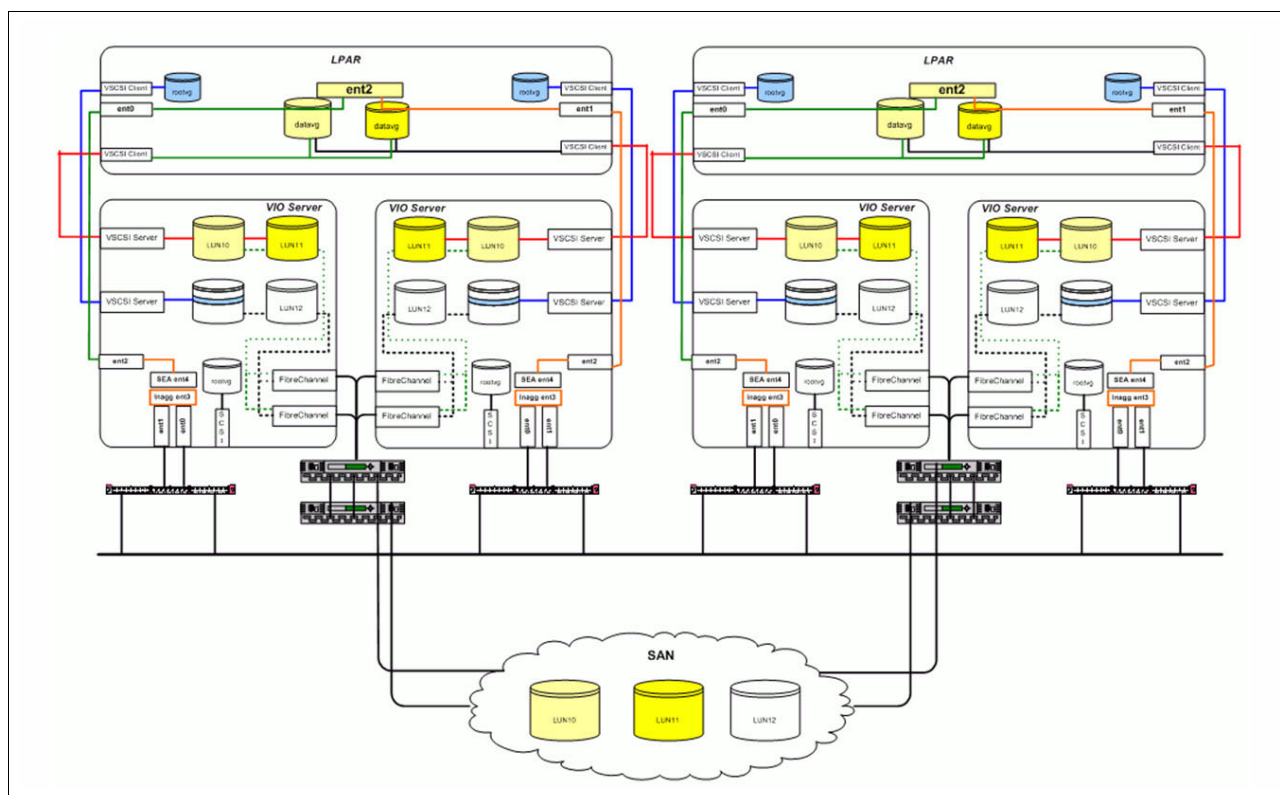 LPAR
LPAR
VSCSI Client
rootvg
ent2
rootvg
VSCSI Client
VSCSI Client
rootvg
ent2
rootvg
VSCSI Client
ent0
ent1
ent0
ent1
datavg
datavg
datavg
datavg
VSCSI Client
VSCSI Client
VSCSI Client
VSCSI Client
VIO Server
VIO Server
VIO Server
VIO Server
VSCSI Server
LUN10
LUN11
LUN11
LUN10
VSCSI Server
VSCSI Server
LUN10
LUN11
LUN11
LUN10
VSCSI Server
VSCSI Server
LUN12
LUN12
VSCSI Server
VSCSI Server
LUN12
LUN12
VSCSI Server
ent2
ent2
ent2
ent2
SEA ent4
rootvg
FibreChannel
FibreChannel
rootvg
SEA ent4
SEA ent4
rootvg
FibreChannel
FibreChannel
rootvg
SEA ent4
lnagg ent3
lnagg ent3
lnagg ent3
lnagg ent3
ent1
ent0
SCSI
FibreChannel
FibreChannel
SCSI
ent0
ent1
ent1
ent0
SCSI
FibreChannel
FibreChannel
SCSI
ent0
ent1
SAN
LUN10
LUN11
LUN12